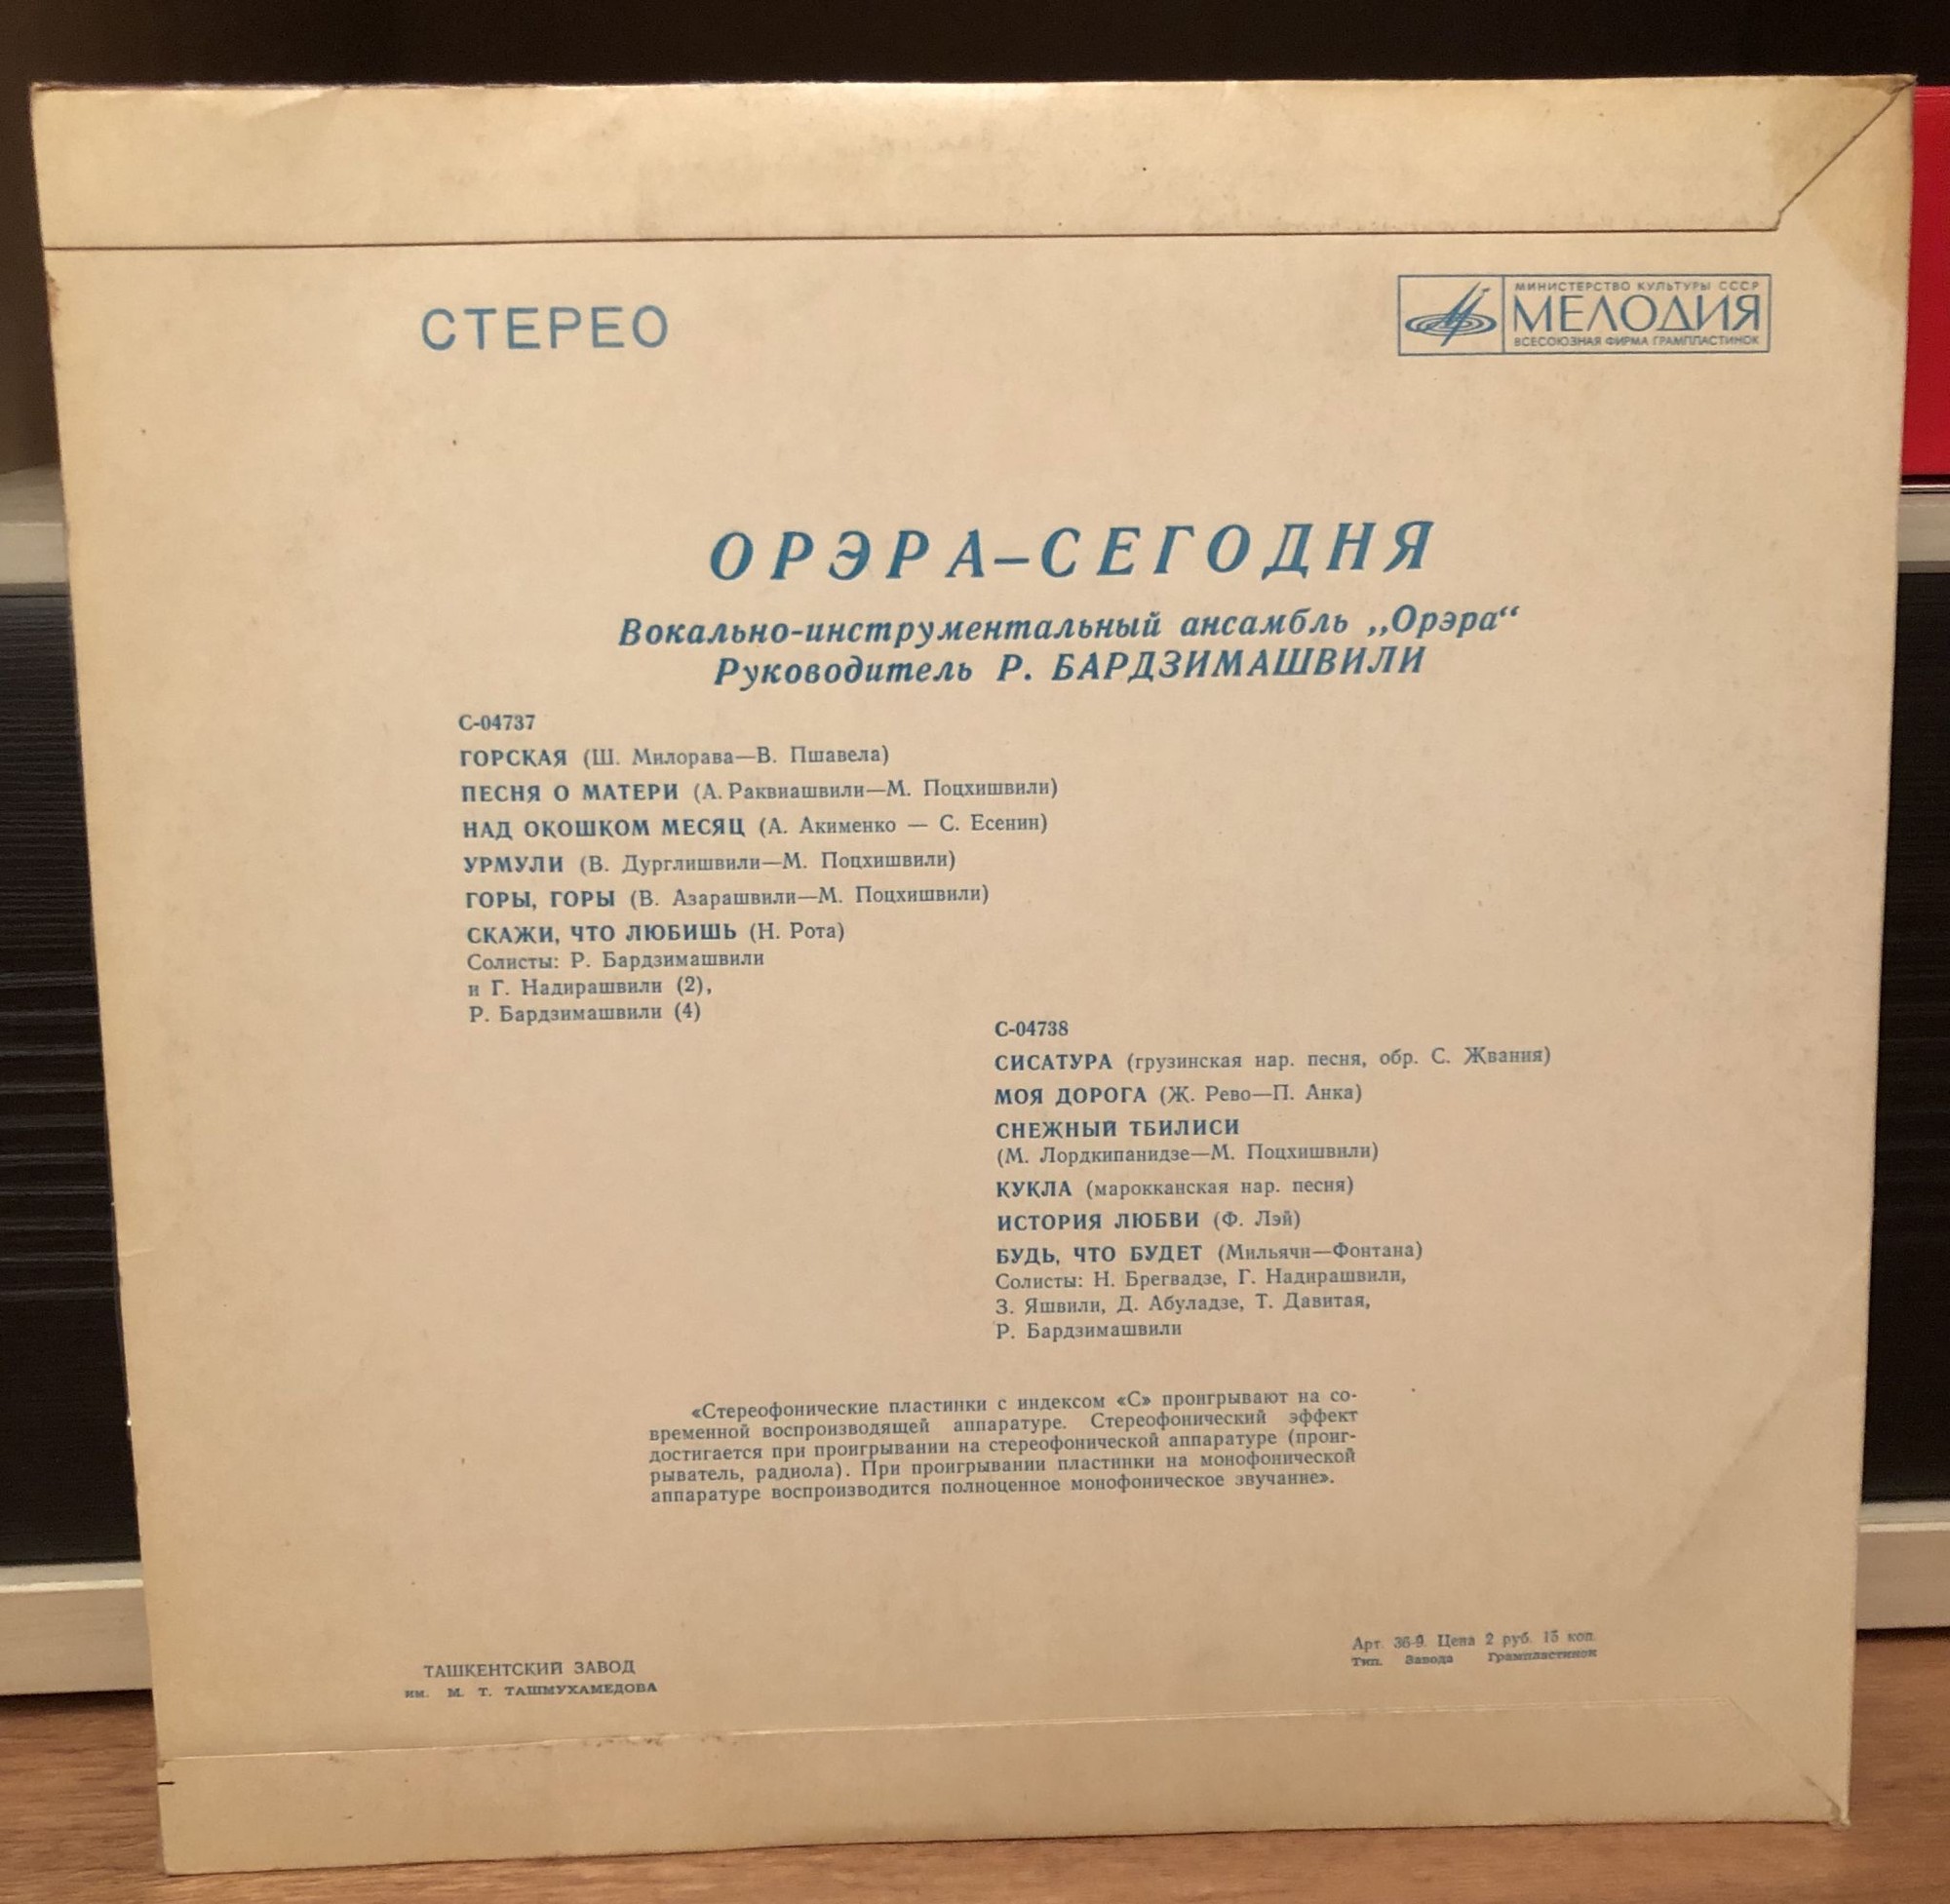 СТЕРЕО
МИНИСТЕРСТВО КУЛЬТУРЫ СССР
МЕЛОДИЯ
ВСЕСОЮЗНАЯ ФИРМА ГРАМПЛАСТИНОК
ОРЭРА–СЕГОДНЯ
Вокально-инструментальный ансамбль „Орэра“
Руководитель Р. БАРДЗИМАШВИЛИ
С-04737
ГОРСКАЯ (Ш. Милорава—В. Пшавела)
ПЕСНЯ О МАТЕРИ (А. Раквиашвили—М. Поцхишвили)
НАД ОКОШКОМ МЕСЯЦ (А. Акименко — С. Есенин)
УРМУЛИ (В. Дурглишвили—М. Поцхишвили)
ГОРЫ, ГОРЫ (В. Азарашвили—М. Поцхишвили)
СКАЖИ, ЧТО ЛЮБИШЬ (Н. Рота)
Солисты: Р. Бардзимашвили
и Г. Надирашвили (2),
Р. Бардзимашвили (4)
С-04738
СИСАТУРА (грузинская нар. песня, обр. С. Жвания)
МОЯ ДОРОГА (Ж. Рево—П. Анка)
СНЕЖНЫЙ ТБИЛИСИ
(М. Лордкипанидзе—М. Поцхишвили)
КУКЛА (марокканская нар. песня)
ИСТОРИЯ ЛЮБВИ (Ф. Лэй)
БУДЬ, ЧТО БУДЕТ (Мильячи—Фонтана)
Солисты: Н. Брегвадзе, Г. Надирашвили,
З. Яшвили, Д. Абуладзе, Т. Давитая,
Р. Бардзимашвили
«Стереофонические пластинки с индексом «С» проигрывают на со-
временной воспроизводящей аппаратуре. Стереофонический эффект
достигается при проигрывании на стереофонической аппаратуре (проиг-
рыватель, радиола). При проигрывании пластинки на монофонической
аппаратуре воспроизводится полноценное монофоническое звучание».
ТАШКЕНТСКИЙ ЗАВОД
им. М. Т. ТАШМУХАМЕДОВА
Арт. 36-9. Цена 2 руб. 15 коп.
Тип. Завода Грампластинок